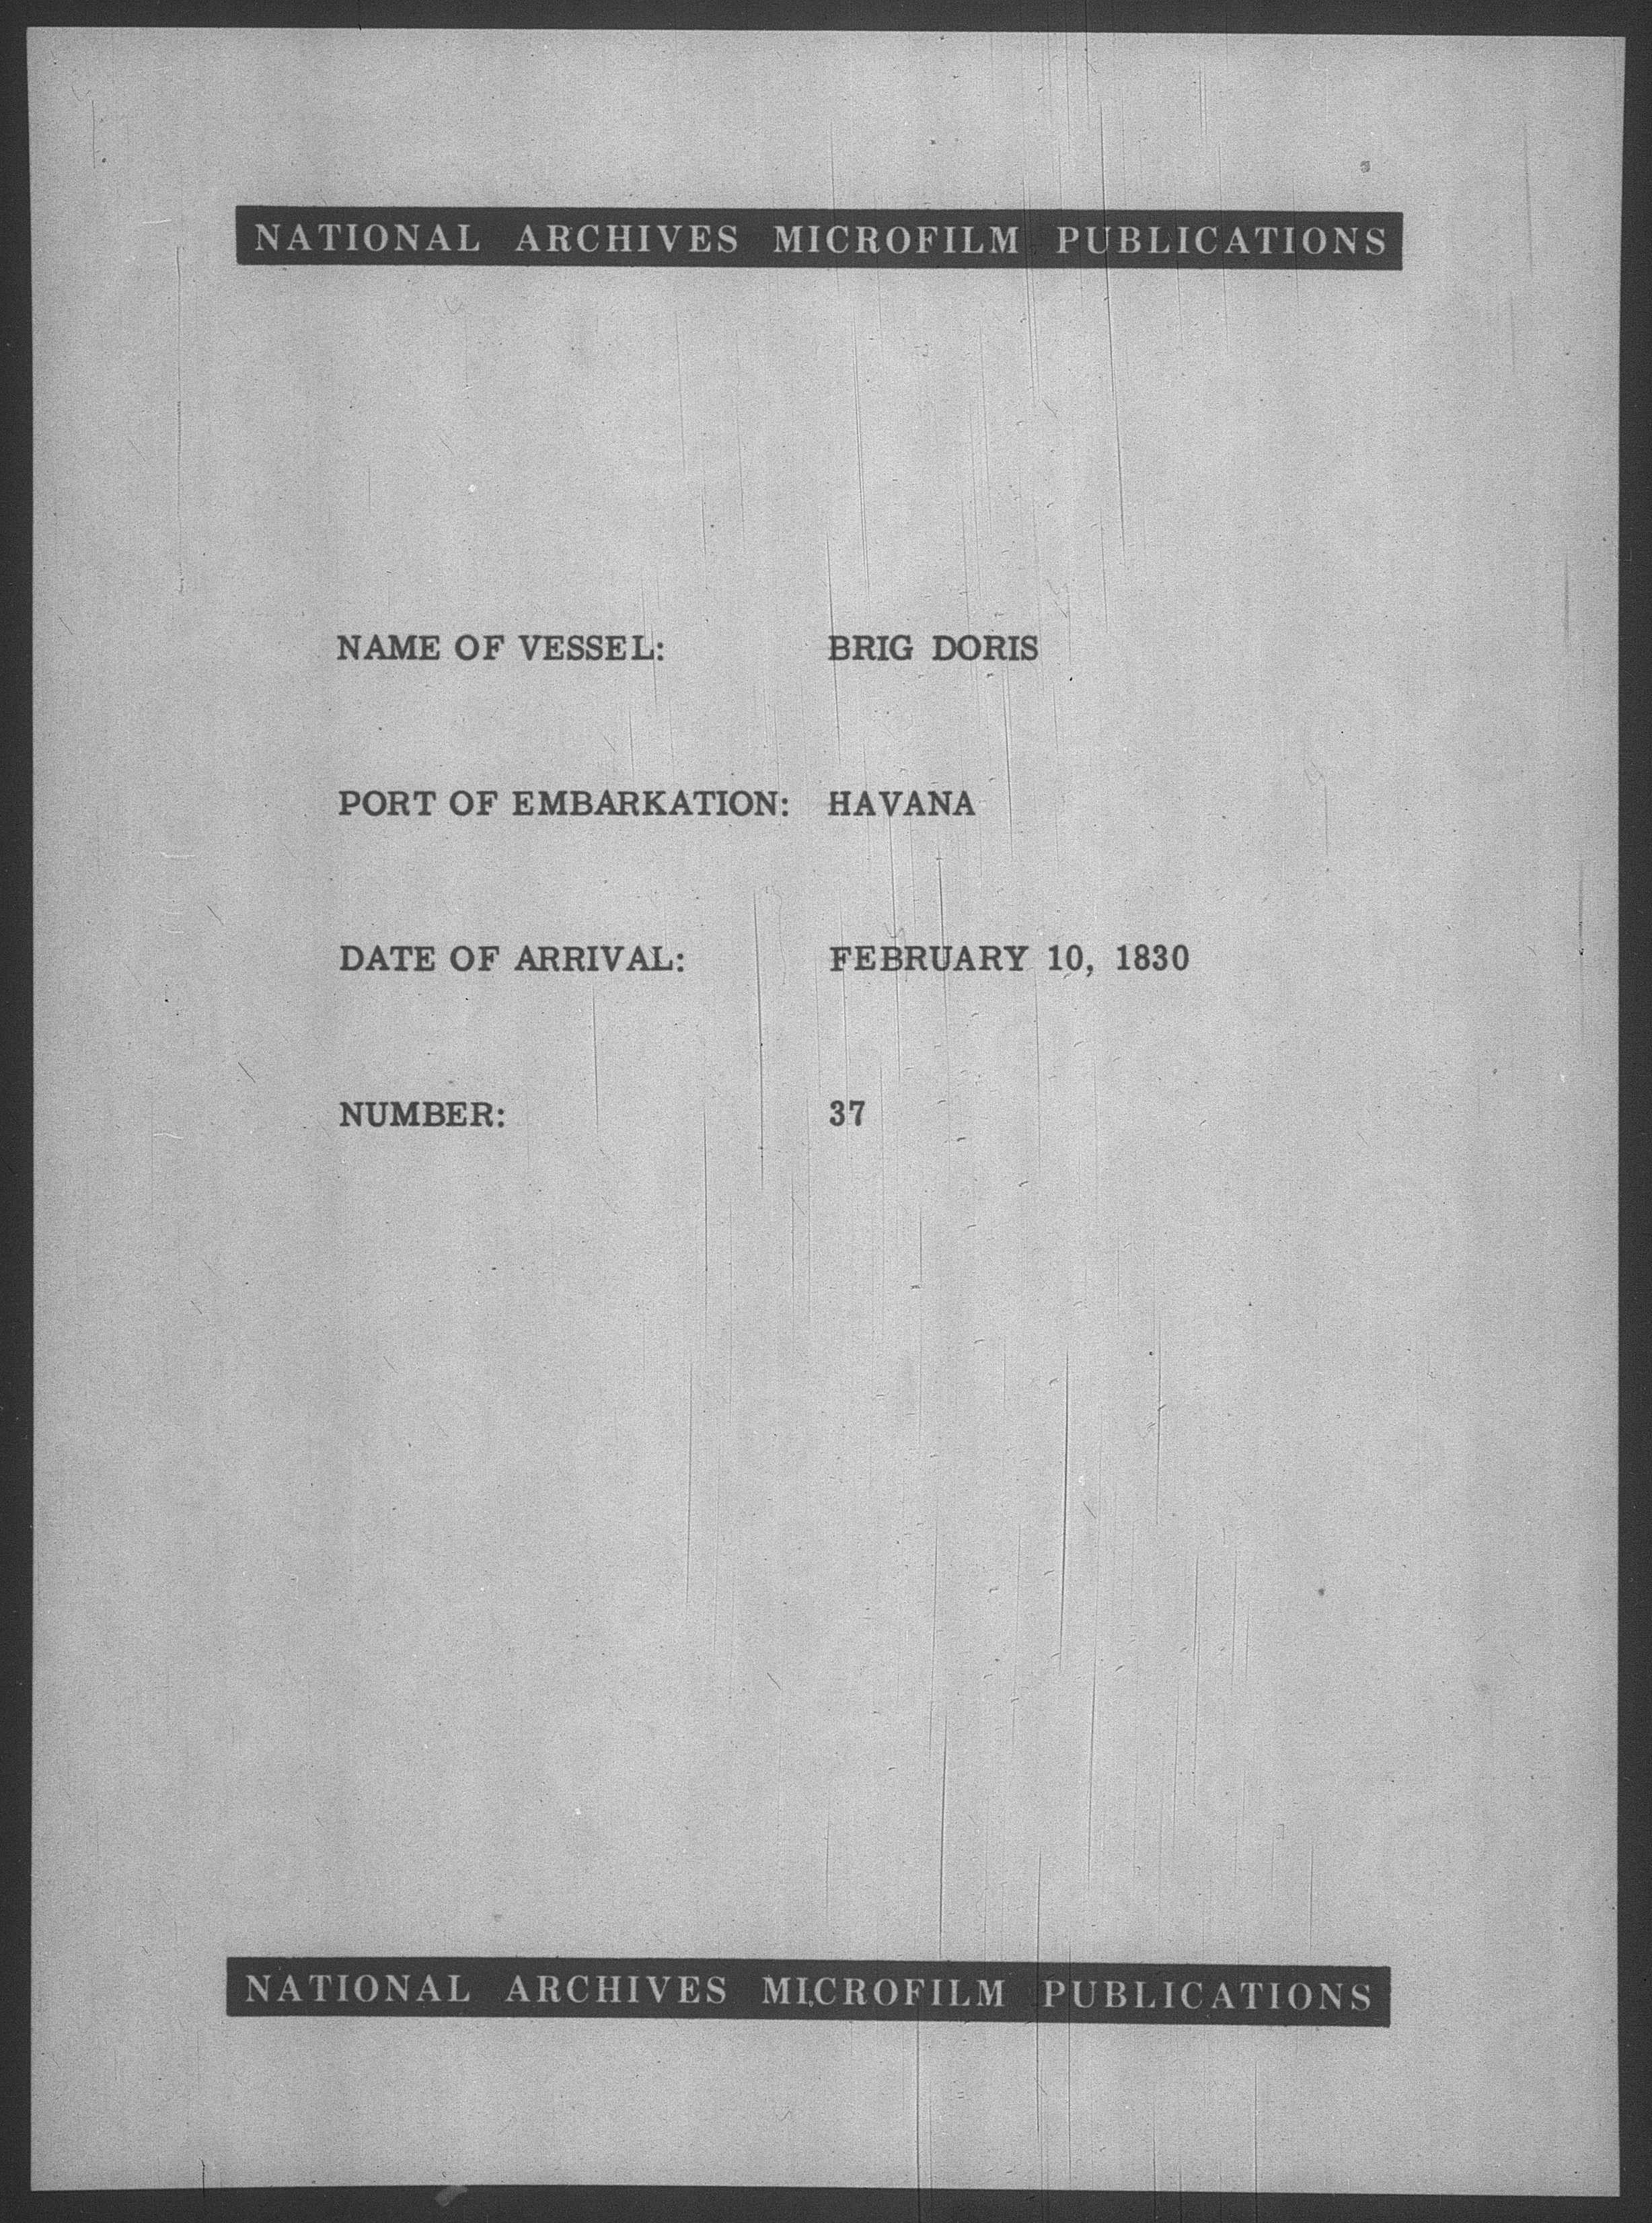 NATIONAL ARCHIVES MICROFILM PUBLICATIONS
NAME OF VESSEL: BRIG DORIS
PORT OF EMBARKATION: HAVANA
DATE OF ARRIVAL: FEBRUARY 10, 1830
NUMBER: 37
NATIONAL ARCHIVES MICROFILM PUBLICATIONS